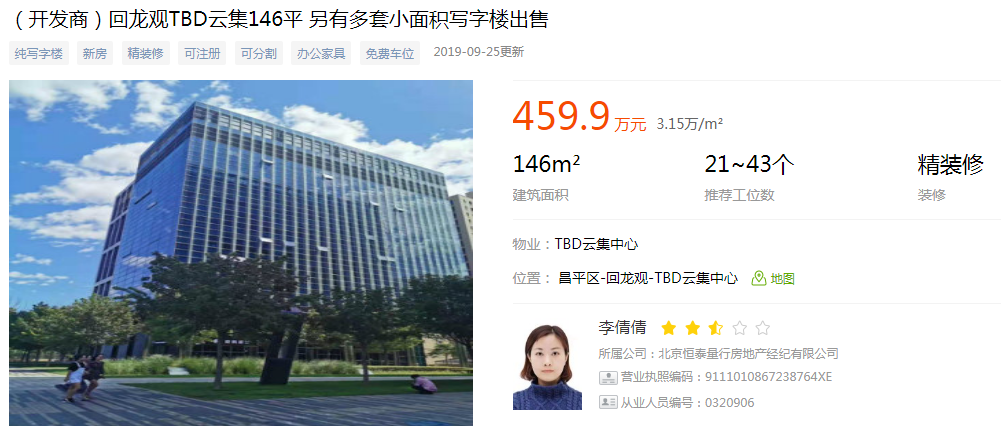 （开发商）回龙观TBD云集146平 另有多套小面积写字楼出售
纯写字楼 新房 精装修 可注册 可分割 办公家具 免费车位 2019-09-25更新
459.9 万元 3.15万/m²
146m² 21~43个 精装修
建筑面积 推荐工位数 装修
物业：TBD云集中心
位置： 昌平区-回龙观-TBD云集中心 地图
李倩倩
所属公司：北京恒泰量行房地产经纪有限公司
营业执照编码：9111010867238764XE
从业人员编号：0320906